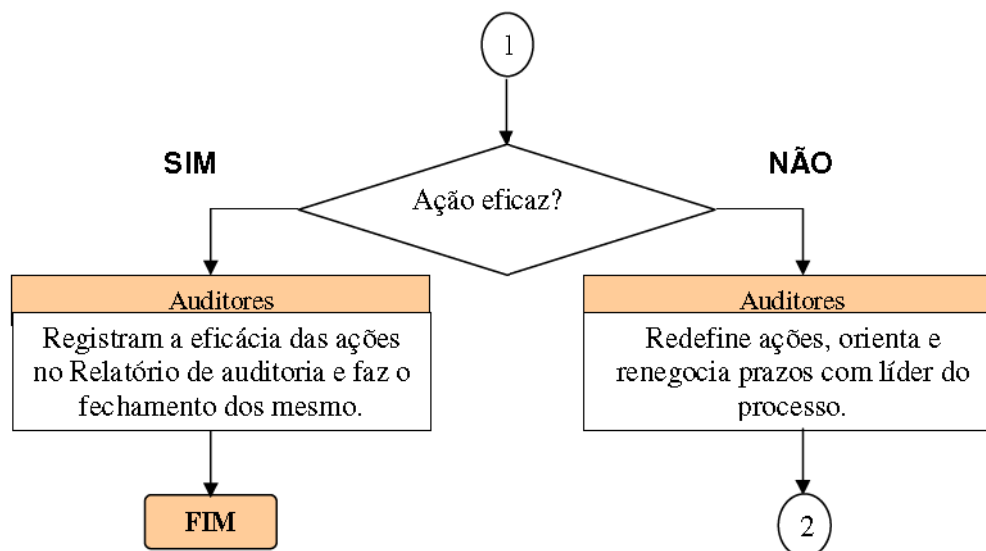 1
SIM
NÃO
Ação eficaz?
Auditores
Registram a eficácia das ações
no Relatório de auditoria e faz o
fechamento dos mesmo.
FIM
Auditores
Redefine ações, orienta e
renegocia prazos com líder do
processo.
2